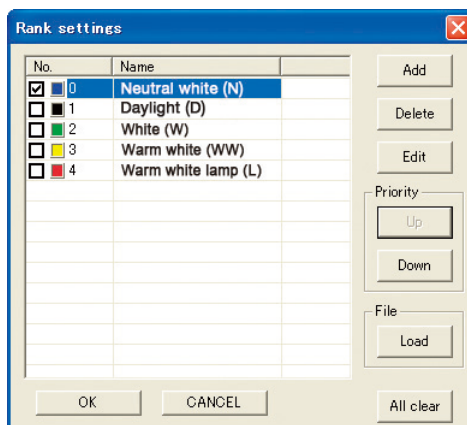 Rank settings
No. Name
0 Neutral white (N)
1 Daylight (D)
2 White (W)
3 Warm white (WW)
4 Warm white lamp (L)
Add
Delete
Edit
Priority
Up
Down
File
Load
OK CANCEL All clear